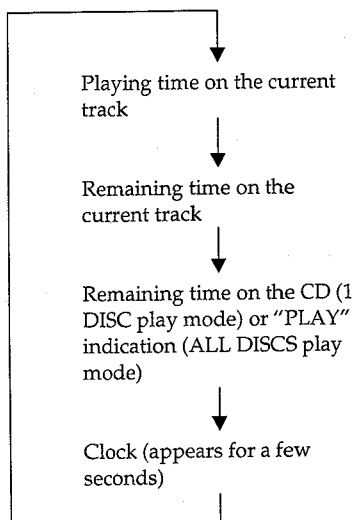 Playing time on the current
track
Remaining time on the
current track
Remaining time on the CD (1
DISC play mode) or "PLAY"
indication (ALL DISCS play
mode)
Clock (appears for a few
seconds)